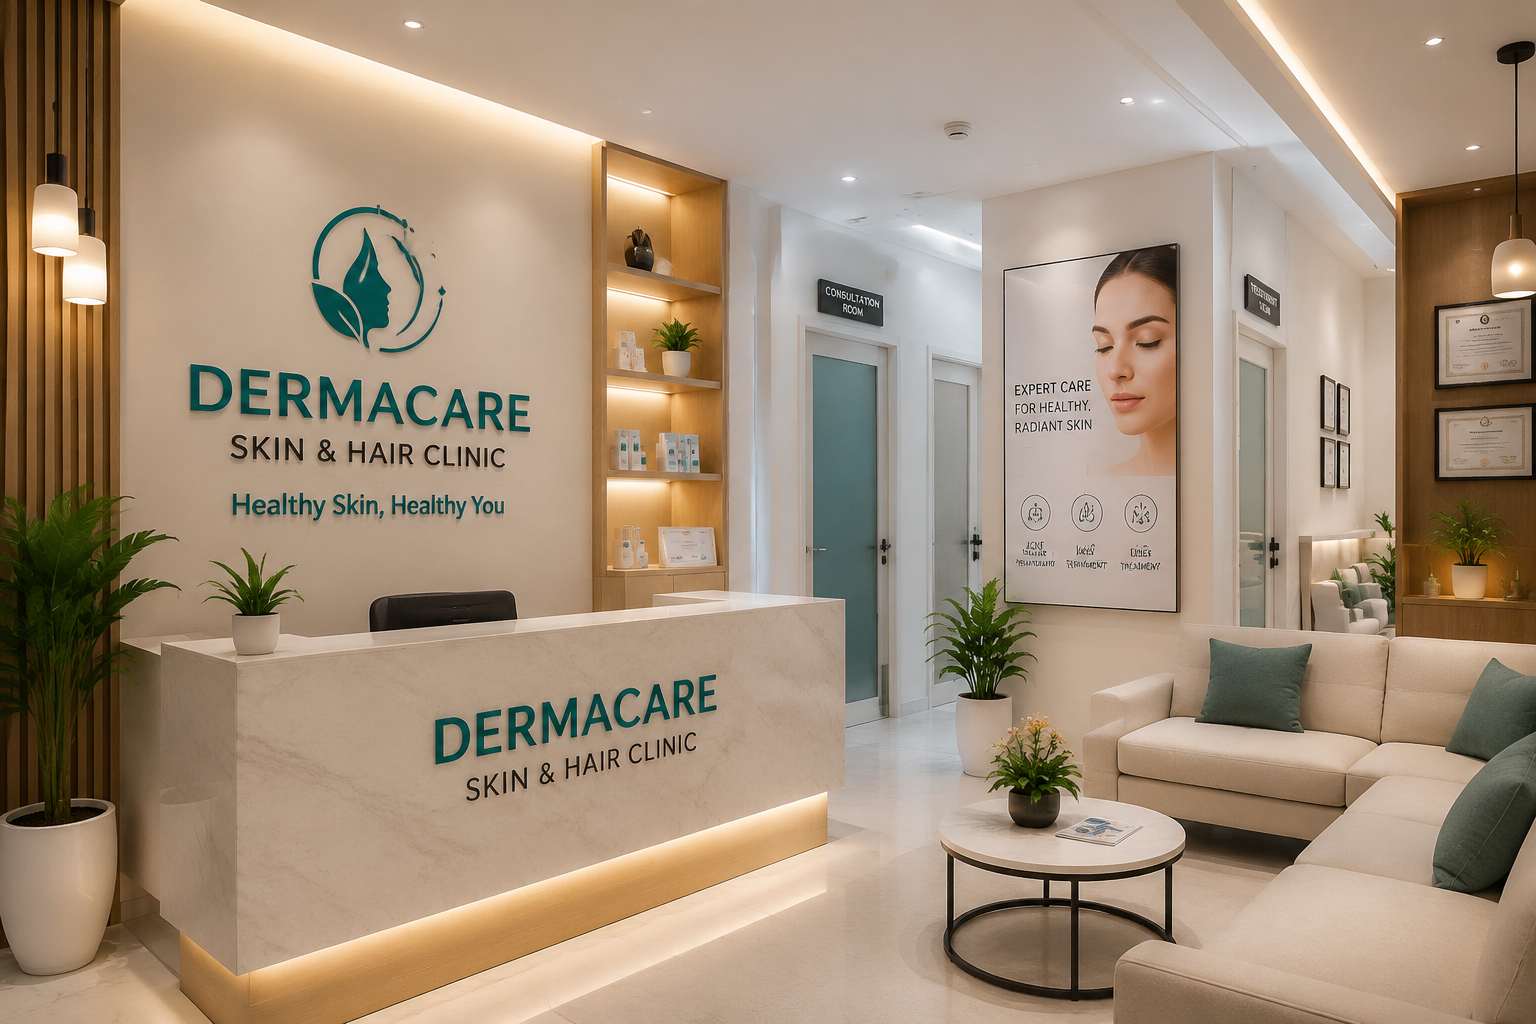 DERMACARE
SKIN & HAIR CLINIC
Healthy Skin, Healthy You
CONSULTATION
ROOM
EXPERT CARE
FOR HEALTHY,
RADIANT SKIN
DERMACARE
SKIN & HAIR CLINIC